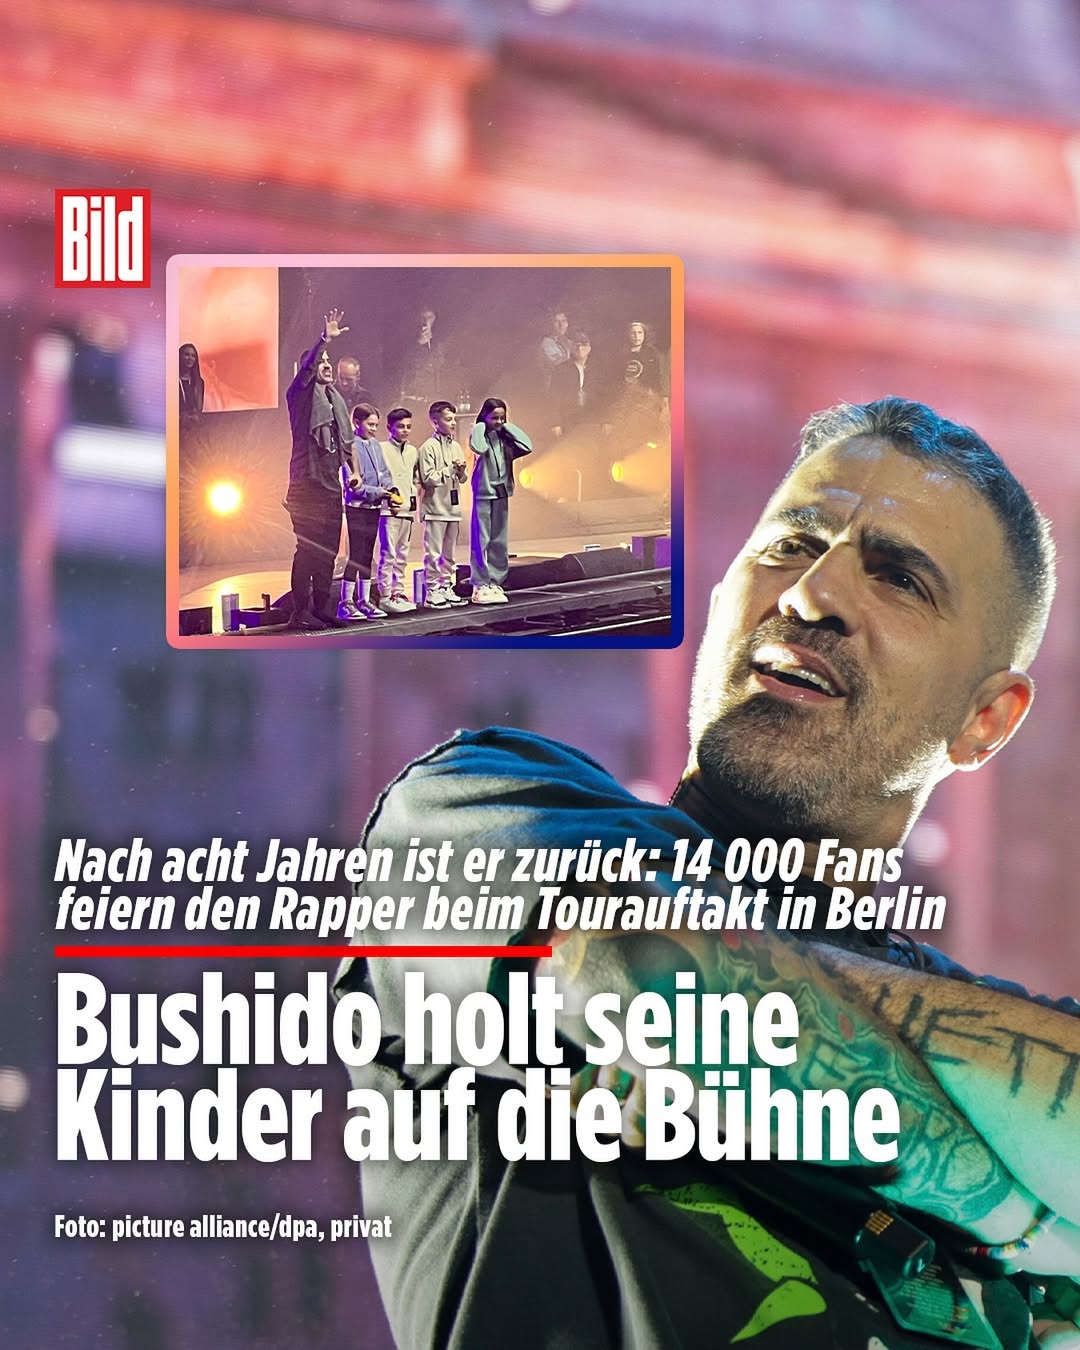 Bild
Nach acht Jahren ist er zurück: 14 000 Fans
feiern den Rapper beim Tourauftakt in Berlin
Bushido holt seine
Kinder auf die Bühne
Foto: picture alliance/dpa, privat